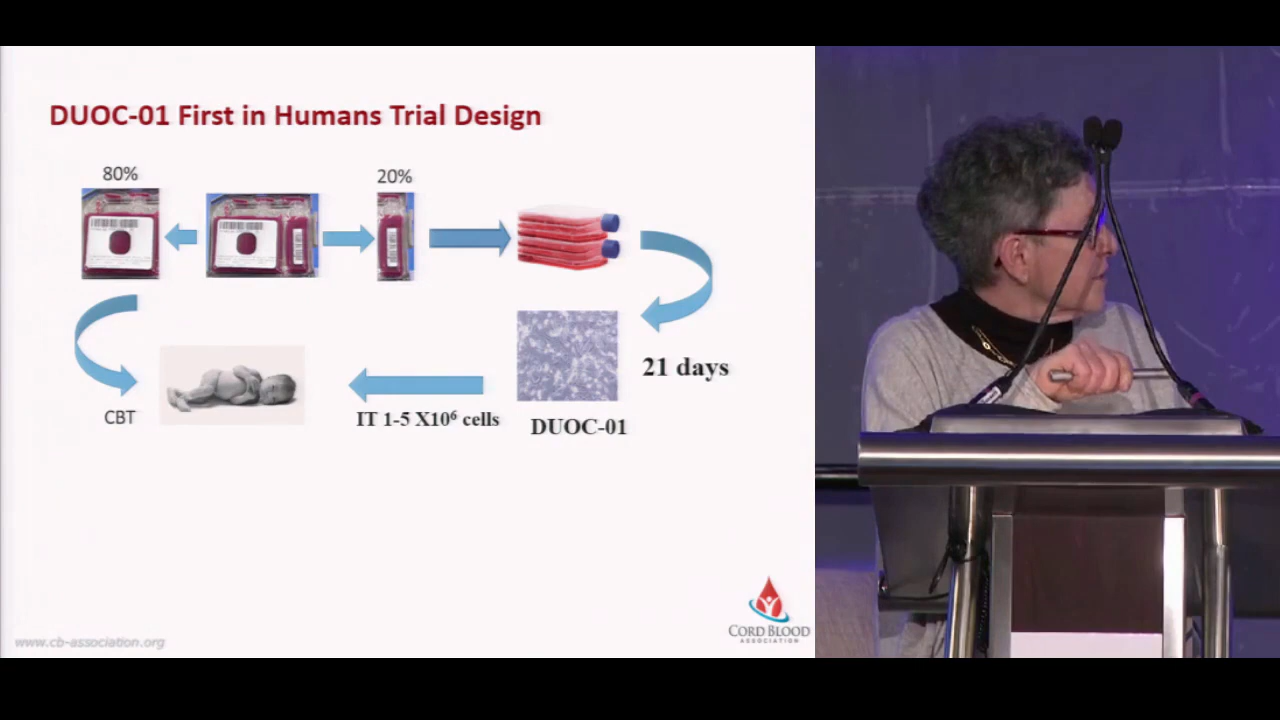 DUOC-01 First in Humans Trial Design
80%
20%
21 days
CBT
IT 1-5 X10⁶ cells
DUOC-01
www.cb-association.org
CORD BLOOD
ASSOCIATION